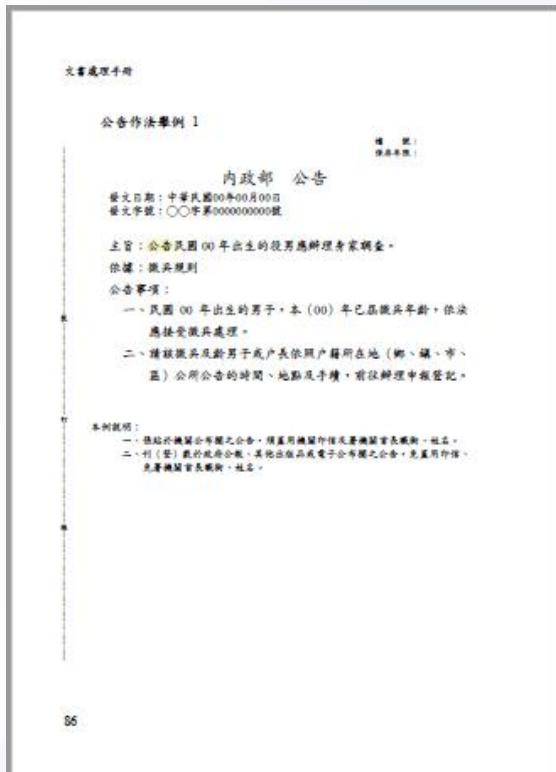 文書處理手冊
公告作法舉例 1
檔　號：
保存年限：
內政部　公告
發文日期：中華民國00年00月00日
發文字號：○○字第0000000000號
主旨：公告民國 00 年出生的役男應辦理身家調查。
依據：徵兵規則
公告事項：
一、民國 00 年出生的男子，本（00）年已屆徵兵年齡，依法
應接受徵兵處理。
二、請該徵兵及齡男子或戶長依照戶籍所在地（鄉、鎮、市、
區）公所公告的時間、地點及手續，前往辦理申報登記。
裝
本例說明：
訂
一、張貼於機關公布欄之公告，須蓋用機關印信及署機關首長職銜、姓名。
二、刊（登）載於政府公報、其他出版品或電子公布欄之公告，免蓋用印信、
免署機關首長職銜、姓名。
線
86